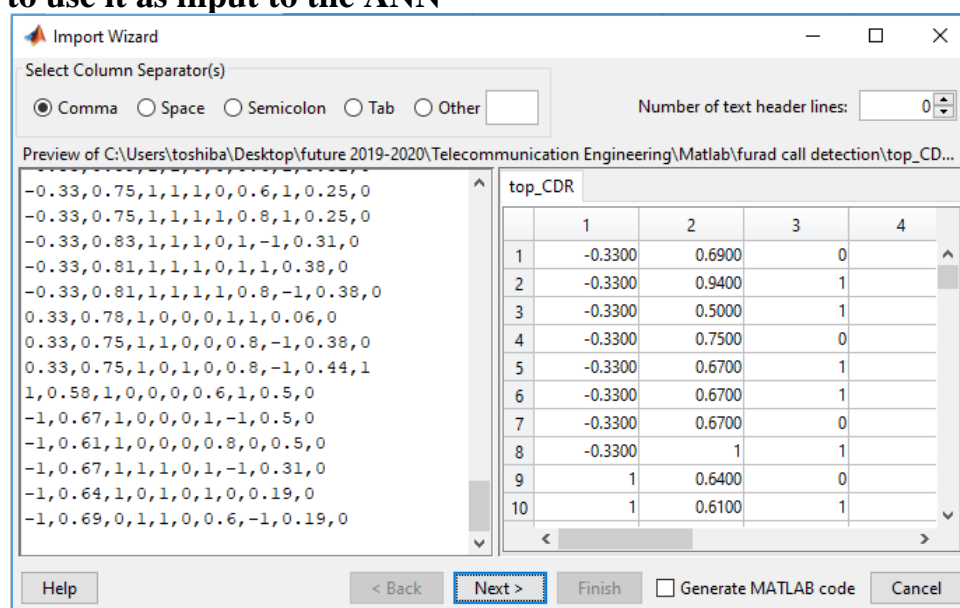 to use it as input to the ANN
Import Wizard
Select Column Separator(s)
Comma Space Semicolon Tab Other
Number of text header lines: 0
Preview of C:\Users\toshiba\Desktop\future 2019-2020\Telecommunication Engineering\Matlab\furad call detection\top_CD...
-0.33,0.75,1,1,1,0,0.6,1,0.25,0
-0.33,0.75,1,1,1,1,0.8,1,0.25,0
-0.33,0.83,1,1,1,0,1,-1,0.31,0
-0.33,0.81,1,1,1,0,1,1,0.38,0
-0.33,0.81,1,1,1,1,0.8,-1,0.38,0
0.33,0.78,1,0,0,0,1,1,0.06,0
0.33,0.75,1,1,0,0,0.8,-1,0.38,0
0.33,0.75,1,0,1,0,0.8,-1,0.44,1
1,0.58,1,0,0,0,0.6,1,0.5,0
-1,0.67,1,0,0,0,1,-1,0.5,0
-1,0.61,1,0,0,0,0.8,0,0.5,0
-1,0.67,1,1,1,0,1,-1,0.31,0
-1,0.64,1,0,1,0,1,0,0.19,0
-1,0.69,0,1,1,0,0.6,-1,0.19,0
top_CDR
1 2 3 4
1 -0.3300 0.6900 0
2 -0.3300 0.9400 1
3 -0.3300 0.5000 1
4 -0.3300 0.7500 0
5 -0.3300 0.6700 1
6 -0.3300 0.6700 1
7 -0.3300 0.6700 0
8 -0.3300 1 1
9 1 0.6400 0
10 1 0.6100 1
Help < Back Next > Finish Generate MATLAB code Cancel